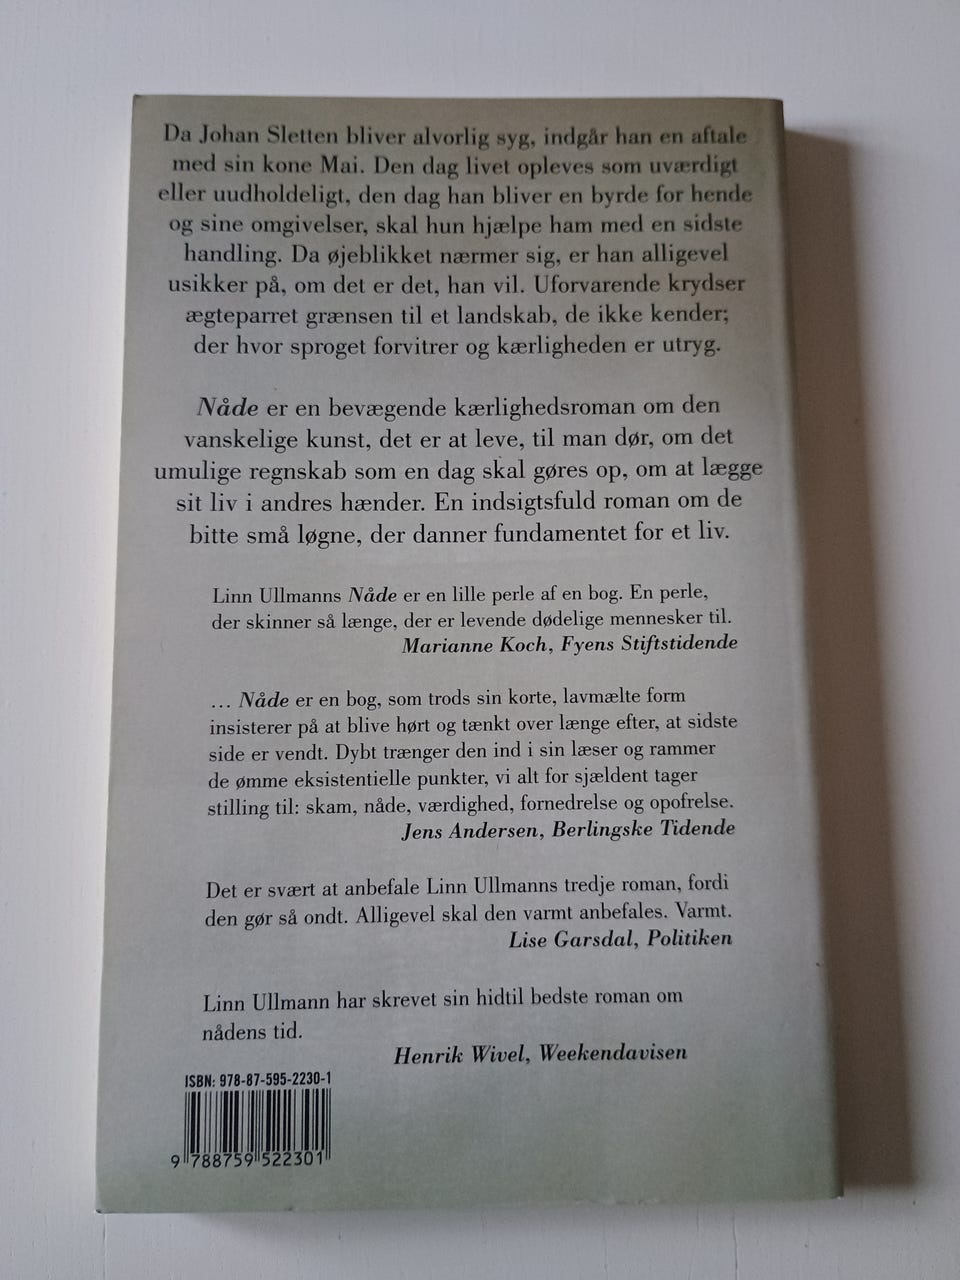 Da Johan Sletten bliver alvorlig syg, indgår han en aftale
med sin kone Mai. Den dag livet opleves som uværdigt
eller uudholdeligt, den dag han bliver en byrde for hende
og sine omgivelser, skal hun hjælpe ham med en sidste
handling. Da øjeblikket nærmer sig, er han alligevel
usikker på, om det er det, han vil. Uforvarende krydser
ægteparret grænsen til et landskab, de ikke kender;
der hvor sproget forvitrer og kærligheden er utryg.
Nåde er en bevægende kærlighedsroman om den
vanskelige kunst, det er at leve, til man dør, om det
umulige regnskab som en dag skal gøres op, om at lægge
sit liv i andres hænder. En indsigtsfuld roman om de
bitte små løgne, der danner fundamentet for et liv.
Linn Ullmanns Nåde er en lille perle af en bog. En perle,
der skinner så længe, der er levende dødelige mennesker til.
Marianne Koch, Fyens Stiftstidende
... Nåde er en bog, som trods sin korte, lavmælte form
insisterer på at blive hørt og tænkt over længe efter, at sidste
side er vendt. Dybt trænger den ind i sin læser og rammer
de ømme eksistentielle punkter, vi alt for sjældent tager
stilling til: skam, nåde, værdighed, fornedrelse og opofrelse.
Jens Andersen, Berlingske Tidende
Det er svært at anbefale Linn Ullmanns tredje roman, fordi
den gør så ondt. Alligevel skal den varmt anbefales. Varmt.
Lise Garsdal, Politiken
Linn Ullmann har skrevet sin hidtil bedste roman om
nådens tid.
Henrik Wivel, Weekendavisen
ISBN: 978-87-595-2230-1
9 788759 522301